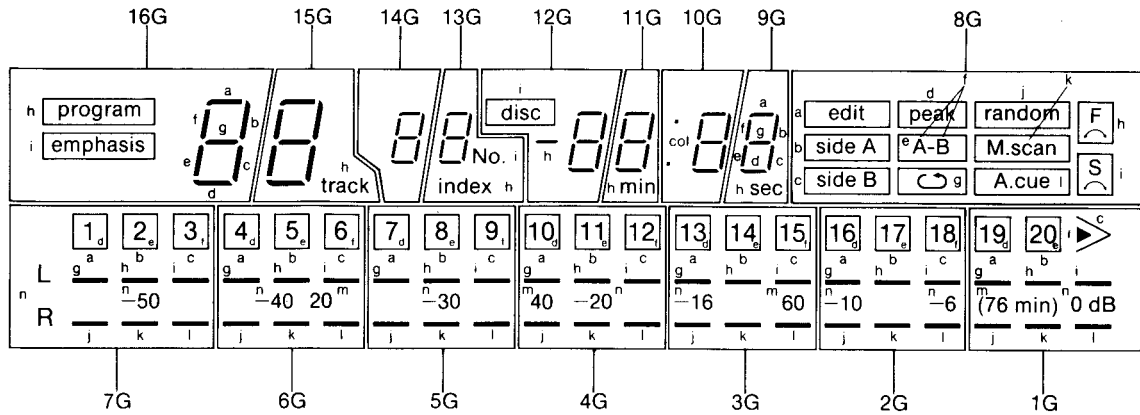 16G 15G 14G 13G 12G 11G 10G 9G 8G
h program a f g b e c d h track
i emphasis
No. i
index h
i disc h h min
col a f g b e d c h sec
d f j k
a edit peak random F h
b side A e A-B M.scan S i
c side B g A.cue l
1 d 2 e 3 f 4 d 5 e 6 f 7 d 8 e 9 f 10 d 11 e 12 f 13 d 14 e 15 f 16 d 17 e 18 f 19 d 20 e f c
a b c a b c a b c a b c a b c a b c a b
L g h i g h i g h i g h i g h i g h i g h i
n n −50 n −40 20 m n −30 m 40 −20 n n −16 m 60 n −10 n −6 m (76 min) n 0 dB
R
j k l j k l j k l j k l j k l j k l j k l
7G 6G 5G 4G 3G 2G 1G